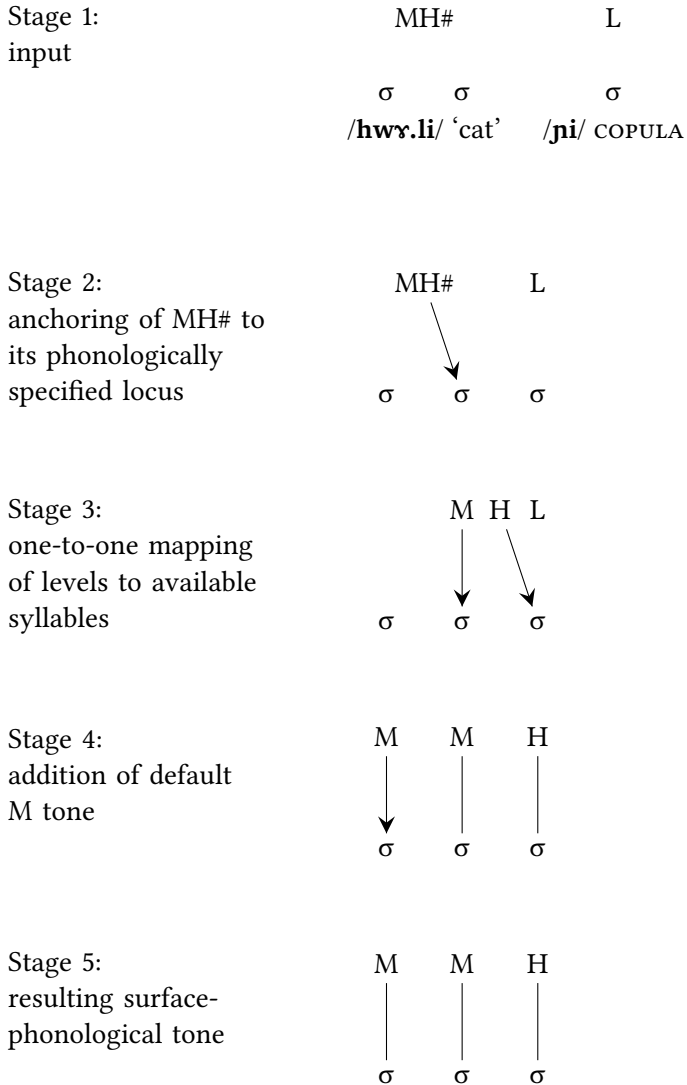 Stage 1: MH# L
input
σ σ σ
/hwɤ.li/ ‘cat’ /ɲi/ COPULA
Stage 2: MH# L
anchoring of MH# to
its phonologically
specified locus σ σ σ
Stage 3: M H L
one-to-one mapping
of levels to available
syllables σ σ σ
Stage 4: M M H
addition of default
M tone
σ σ σ
Stage 5: M M H
resulting surface-
phonological tone
σ σ σ